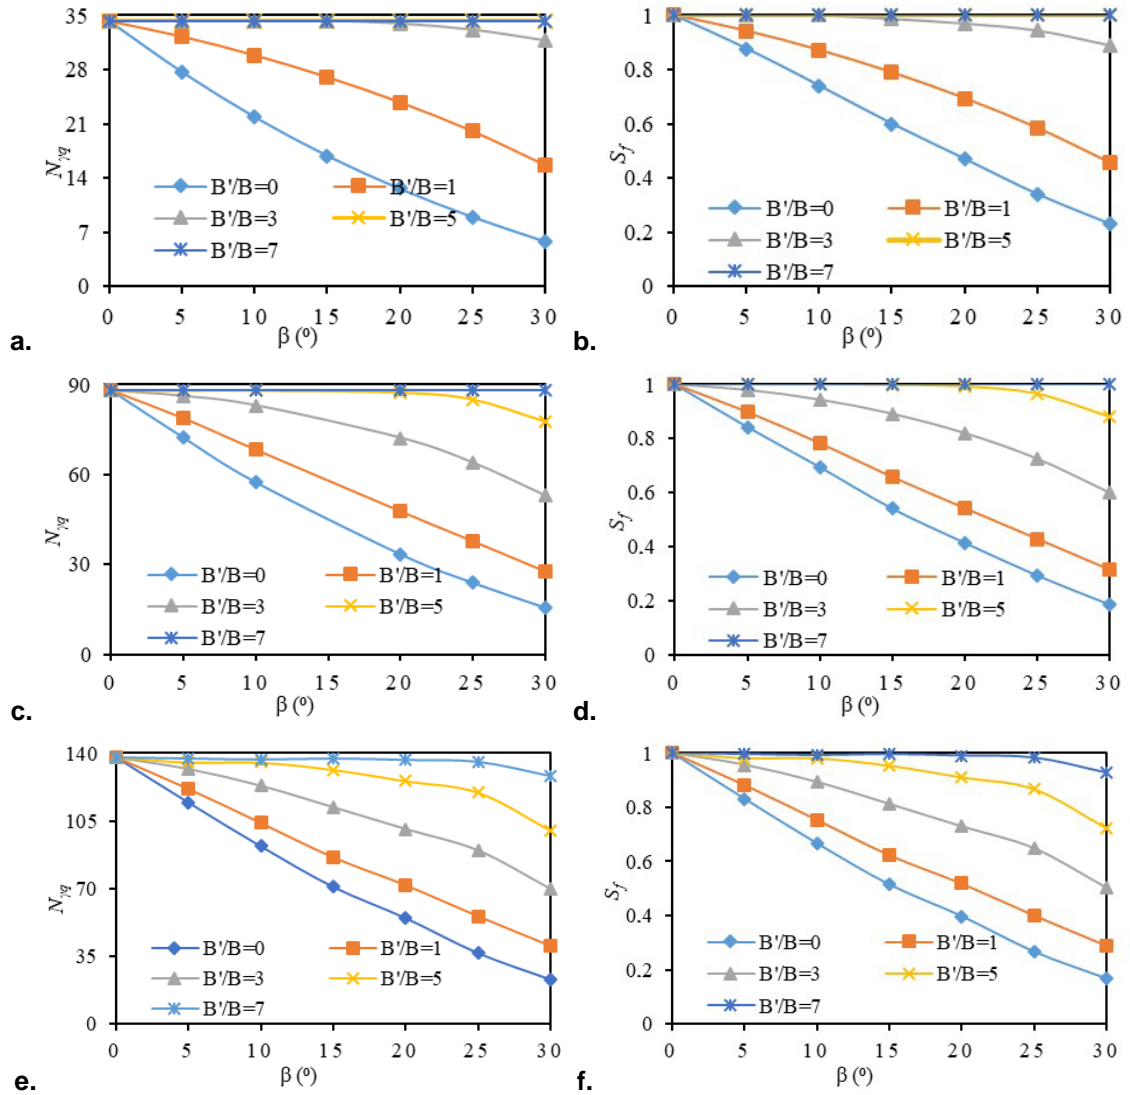 35
28
21
14
7
0
Nγq
B'/B=0
B'/B=1
B'/B=3
B'/B=5
B'/B=7
0 5 10 15 20 25 30
β (º)
a.
1
0.8
0.6
0.4
0.2
0
Sf
B'/B=0
B'/B=1
B'/B=3
B'/B=5
B'/B=7
0 5 10 15 20 25 30
β (º)
b.
90
60
30
0
Nγq
B'/B=0
B'/B=1
B'/B=3
B'/B=5
B'/B=7
0 5 10 15 20 25 30
β (º)
c.
1
0.8
0.6
0.4
0.2
0
Sf
B'/B=0
B'/B=1
B'/B=3
B'/B=5
B'/B=7
0 5 10 15 20 25 30
β (º)
d.
140
105
70
35
0
Nγq
B'/B=0
B'/B=1
B'/B=3
B'/B=5
B'/B=7
0 5 10 15 20 25 30
β (º)
e.
1
0.8
0.6
0.4
0.2
0
Sf
B'/B=0
B'/B=1
B'/B=3
B'/B=5
B'/B=7
0 5 10 15 20 25 30
β (º)
f.